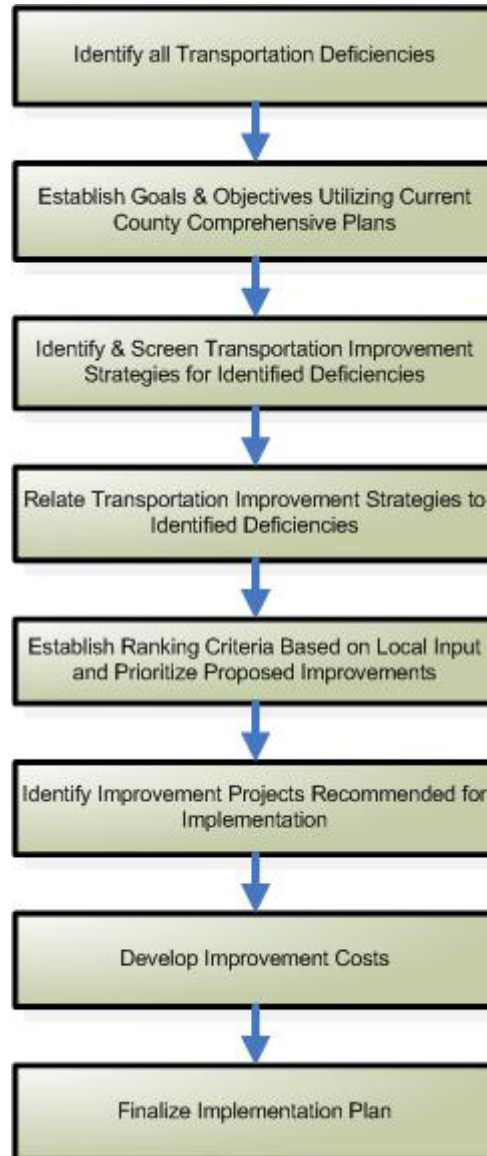 Identify all Transportation Deficiencies
Establish Goals & Objectives Utilizing Current
County Comprehensive Plans
Identify & Screen Transportation Improvement
Strategies for Identified Deficiencies
Relate Transportation Improvement Strategies to
Identified Deficiencies
Establish Ranking Criteria Based on Local Input
and Prioritize Proposed Improvements
Identify Improvement Projects Recommended for
Implementation
Develop Improvement Costs
Finalize Implementation Plan